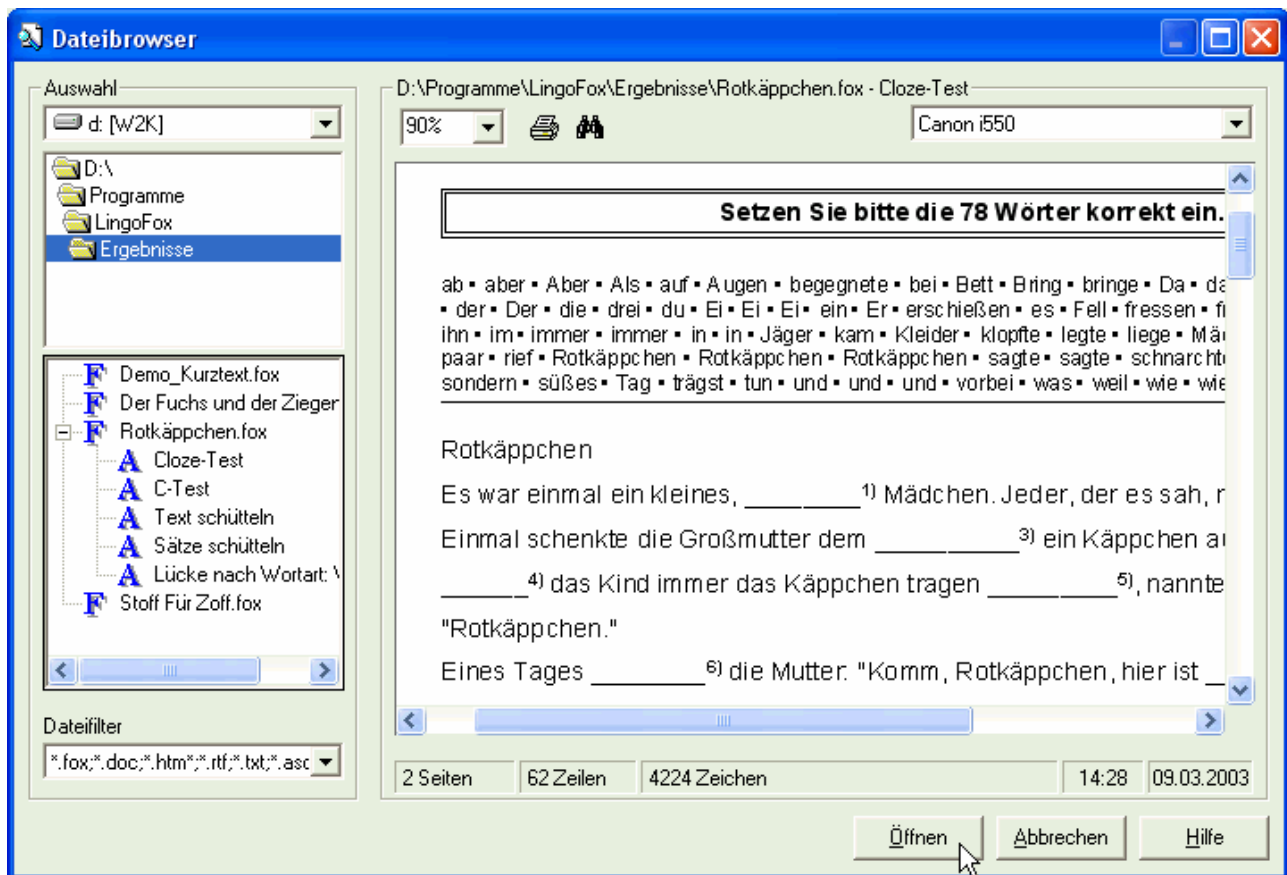 Dateibrowser
Auswahl
d: [W2K]
D:\
Programme
LingoFox
Ergebnisse
Demo_Kurztext.fox
Der Fuchs und der
Rotkäppchen.fox
Cloze-Test
C-Test
Text schütteln
Sätze schütteln
Lücke nach Wortart:
Stoff Für Zoff.fox
Dateifilter
*.fox;*.doc;*.htm*;*.rtf;*.txt;*.asc
D:\Programme\LingoFox\Ergebnisse\Rotkäppchen.fox - Cloze-Test
90%
Canon i550
Setzen Sie bitte die 78 Wörter korrekt ein.
ab ▪ aber ▪ Aber ▪ Als ▪ auf ▪ Augen ▪ begegnete ▪ bei ▪ Bett ▪ Bring ▪ bringe ▪ Da ▪
▪ der ▪ Der ▪ die ▪ drei ▪ du ▪ Ei ▪ Ei ▪ Ei ▪ ein ▪ Er ▪ erschießen ▪ es ▪ Fell ▪ fressen ▪
ihn ▪ im ▪ immer ▪ immer ▪ in ▪ in ▪ Jäger ▪ kam ▪ Kleider ▪ klopfte ▪ legte ▪ liege ▪
paar ▪ rief ▪ Rotkäppchen ▪ Rotkäppchen ▪ Rotkäppchen ▪ sagte ▪ sagte ▪
sondern ▪ süßes ▪ Tag ▪ trägst ▪ tun ▪ und ▪ und ▪ und ▪ vorbei ▪ was ▪ weil ▪ wie ▪
Rotkäppchen
Es war einmal ein kleines, ________1) Mädchen. Jeder, der es sah,
Einmal schenkte die Großmutter dem __________3) ein Käppchen
______4) das Kind immer das Käppchen tragen _________5), nannte
"Rotkäppchen."
Eines Tages ________6) die Mutter: "Komm, Rotkäppchen, hier ist _
2 Seiten
62 Zeilen
4224 Zeichen
14:28
09.03.2003
Öffnen
Abbrechen
Hilfe